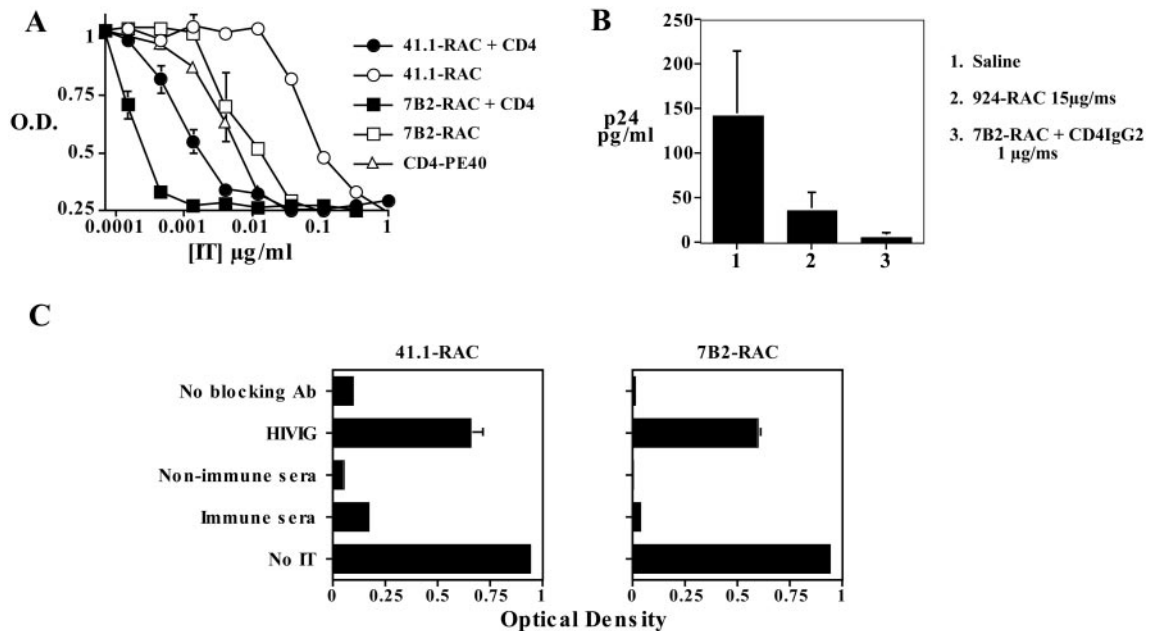 A
1
0.75
O.D.
0.5
0.25
0.0001 0.001 0.01 0.1 1
[IT] µg/ml
41.1-RAC + CD4
41.1-RAC
7B2-RAC + CD4
7B2-RAC
CD4-PE40
B
250
200
150
p24
pg/ml
100
50
0
1 2 3
1. Saline
2. 924-RAC 15µg/ms
3. 7B2-RAC + CD4IgG2
1 µg/ms
C
41.1-RAC
7B2-RAC
No blocking Ab
HIVIG
Non-immune sera
Immune sera
No IT
0 0.25 0.5 0.75 1
0 0.25 0.5 0.75 1
Optical Density